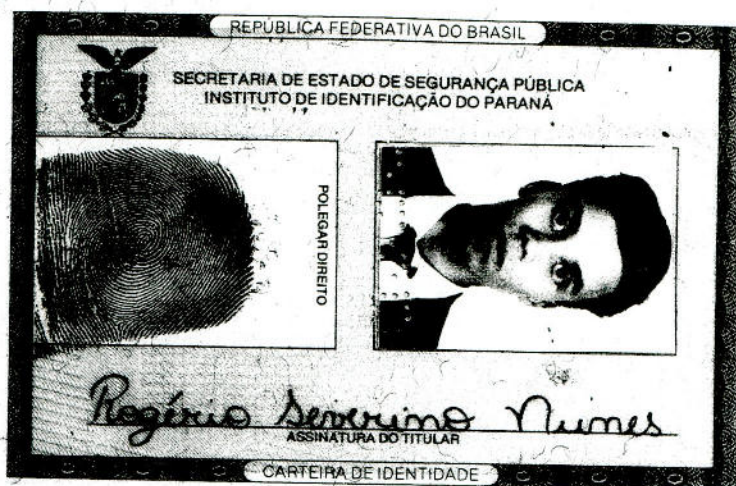 REPÚBLICA FEDERATIVA DO BRASIL
SECRETARIA DE ESTADO DE SEGURANÇA PÚBLICA
INSTITUTO DE IDENTIFICAÇÃO DO PARANÁ
POLEGAR DIREITO
Rogério Severino Nunes
ASSINATURA DO TITULAR
CARTEIRA DE IDENTIDADE